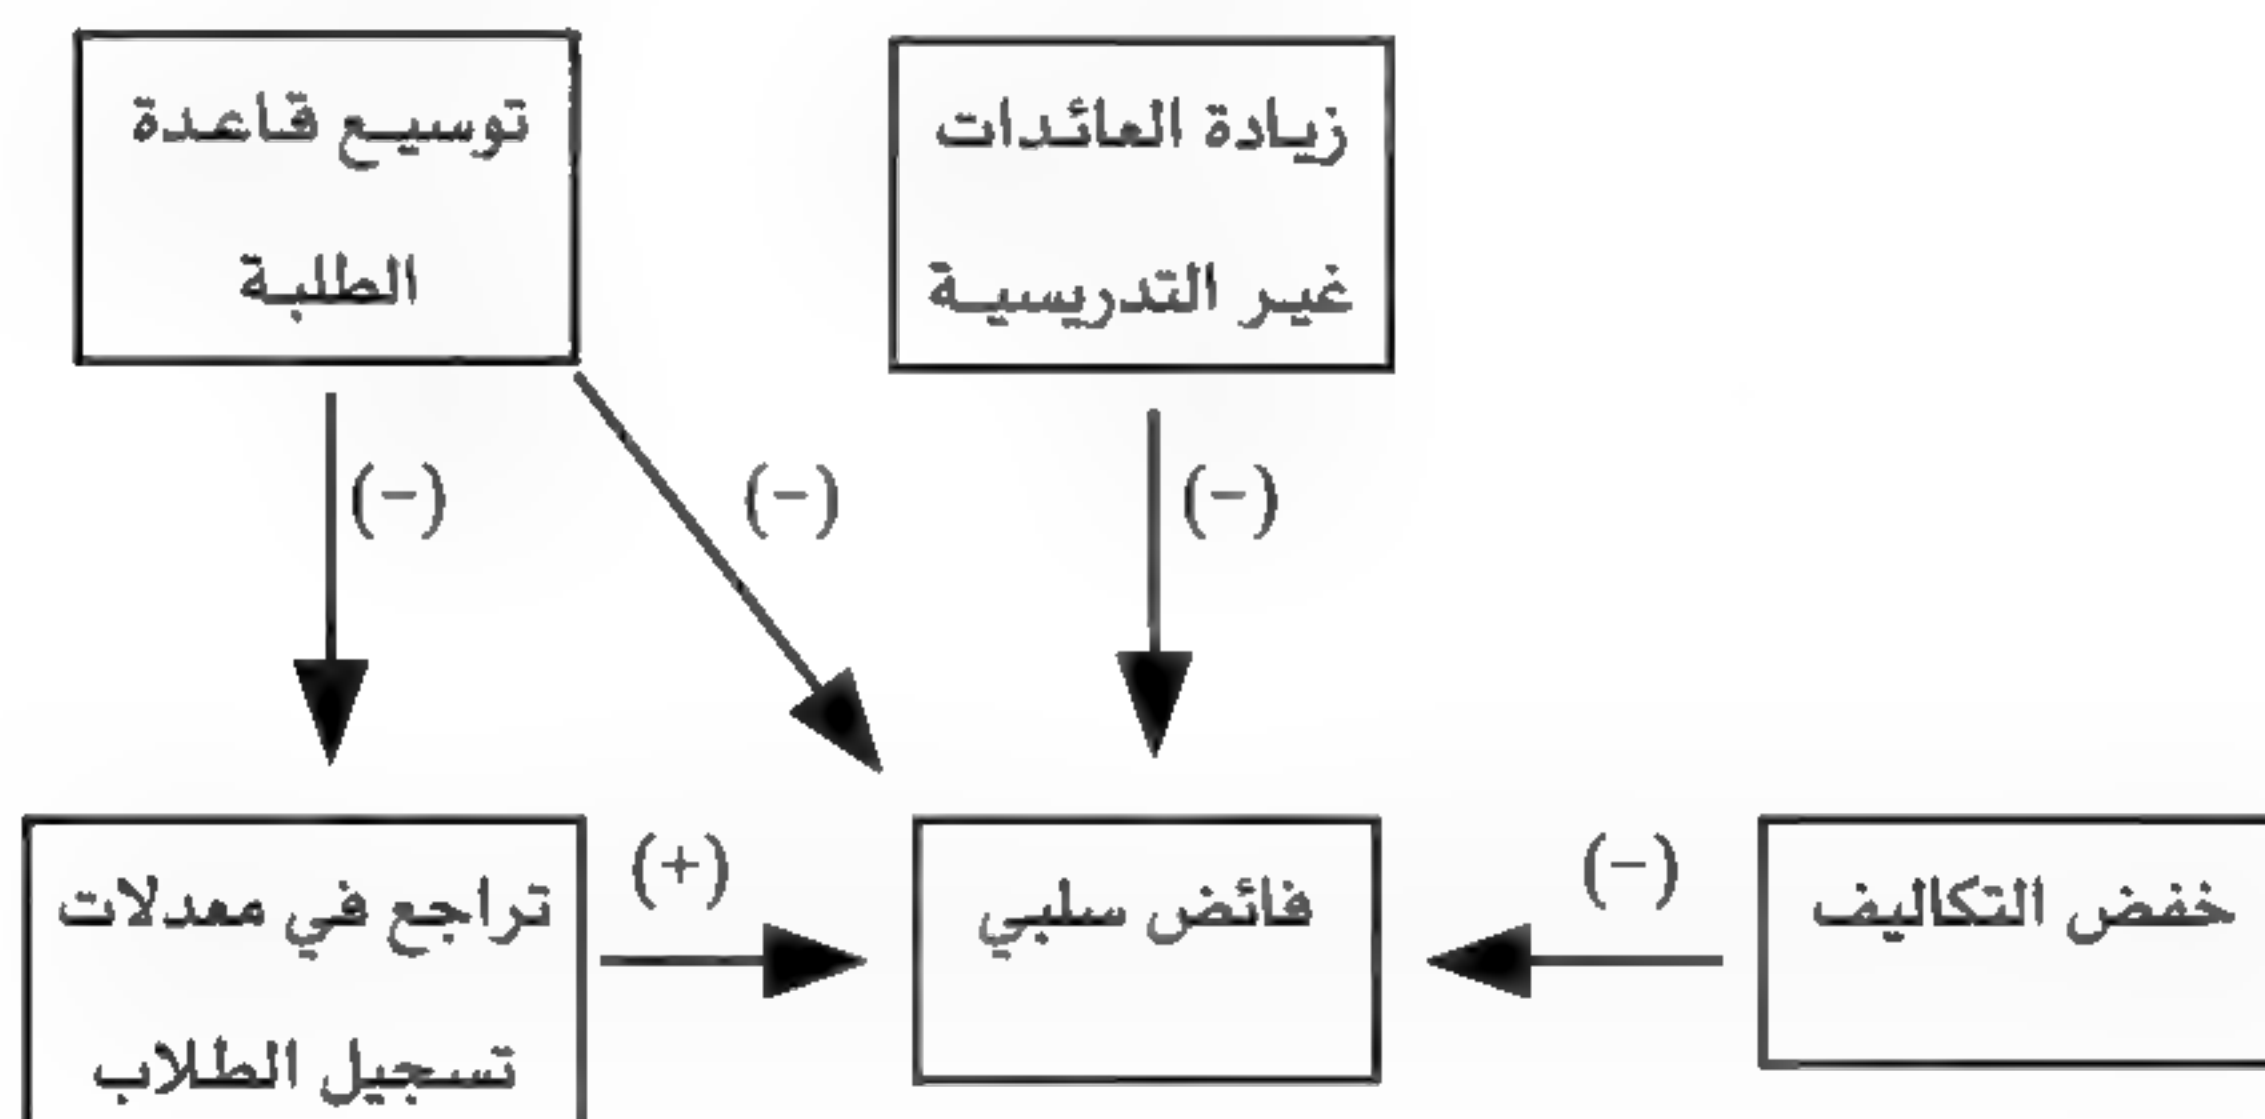 توسيع قاعدة
الطلبة
زيادة العائدات
غير التدريسية
(–)
(–)
(–)
تراجع في معدلات
تسجيل الطلاب
(+)
فائض سلبي
(–)
خفض التكاليف